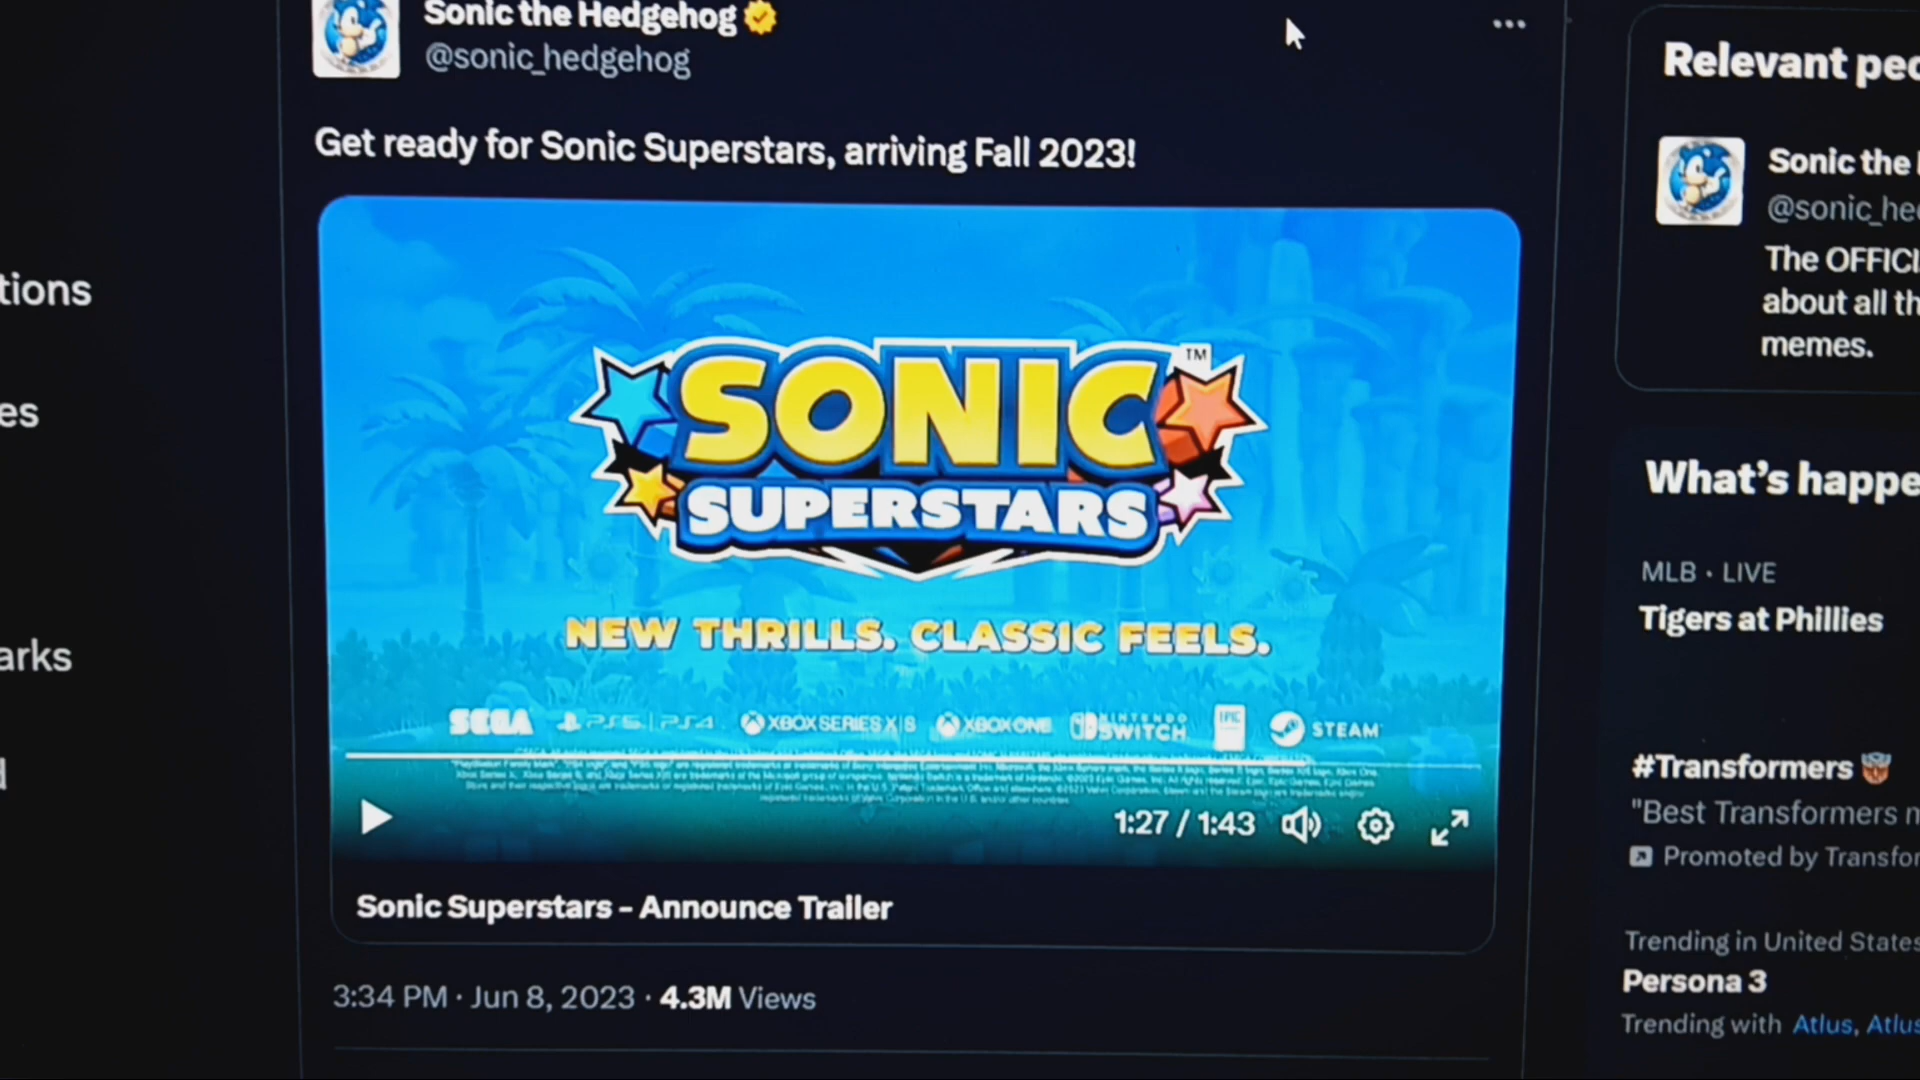 Sonic the Hedgehog
@sonic_hedgehog
Get ready for Sonic Superstars, arriving Fall 2023!
SONIC
TM
SUPERSTARS
NEW THRILLS. CLASSIC FEELS.
SEGA PS5 | PS4 XBOX SERIES X|S XBOX ONE NINTENDO SWITCH EPIC STEAM
1:27 / 1:43
Sonic Superstars - Announce Trailer
3:34 PM · Jun 8, 2023 · 4.3M Views
tions
es
arks
d
Relevant peo
Sonic the
@sonic_he
The OFFICI
about all th
memes.
What's happe
MLB · LIVE
Tigers at Phillies
#Transformers
"Best Transformers m
Promoted by Transfor
Trending in United States
Persona 3
Trending with Atlus, Atlus